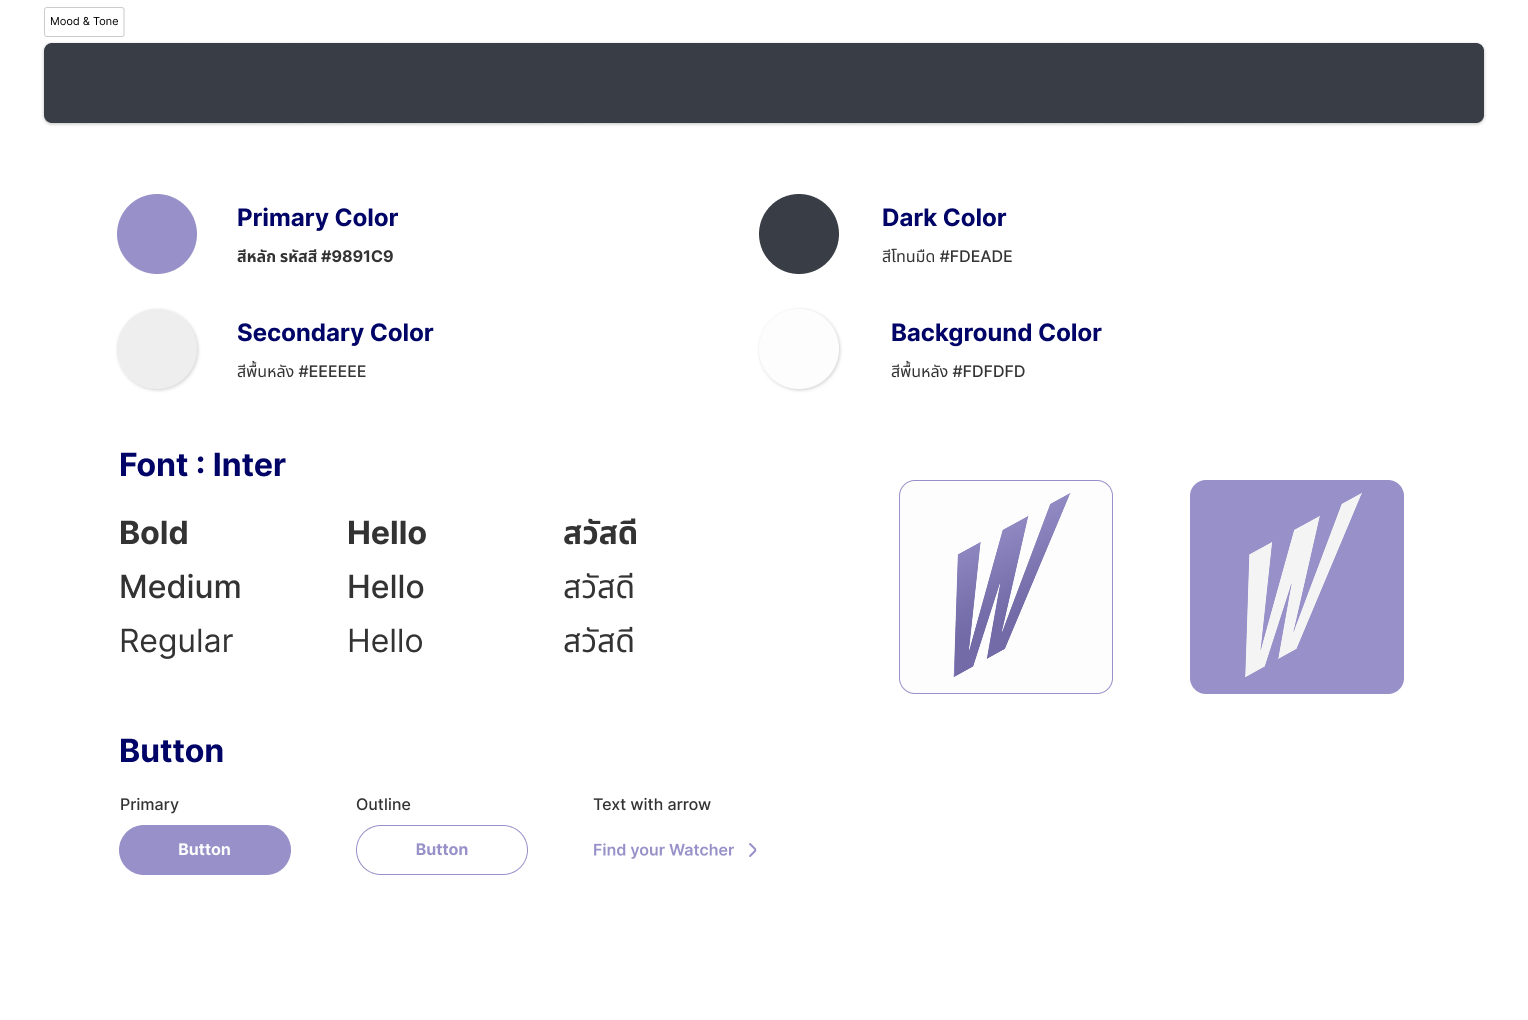 Mood & Tone
Primary Color
สีหลัก รหัสสี #9891C9
Dark Color
สีโทนมืด #FDEADE
Secondary Color
สีพื้นหลัง #EEEEEE
Background Color
สีพื้นหลัง #FDFDFD
Font : Inter
Bold Hello สวัสดี
Medium Hello สวัสดี
Regular Hello สวัสดี
W W
Button
Primary Outline Text with arrow
Button Button Find your Watcher